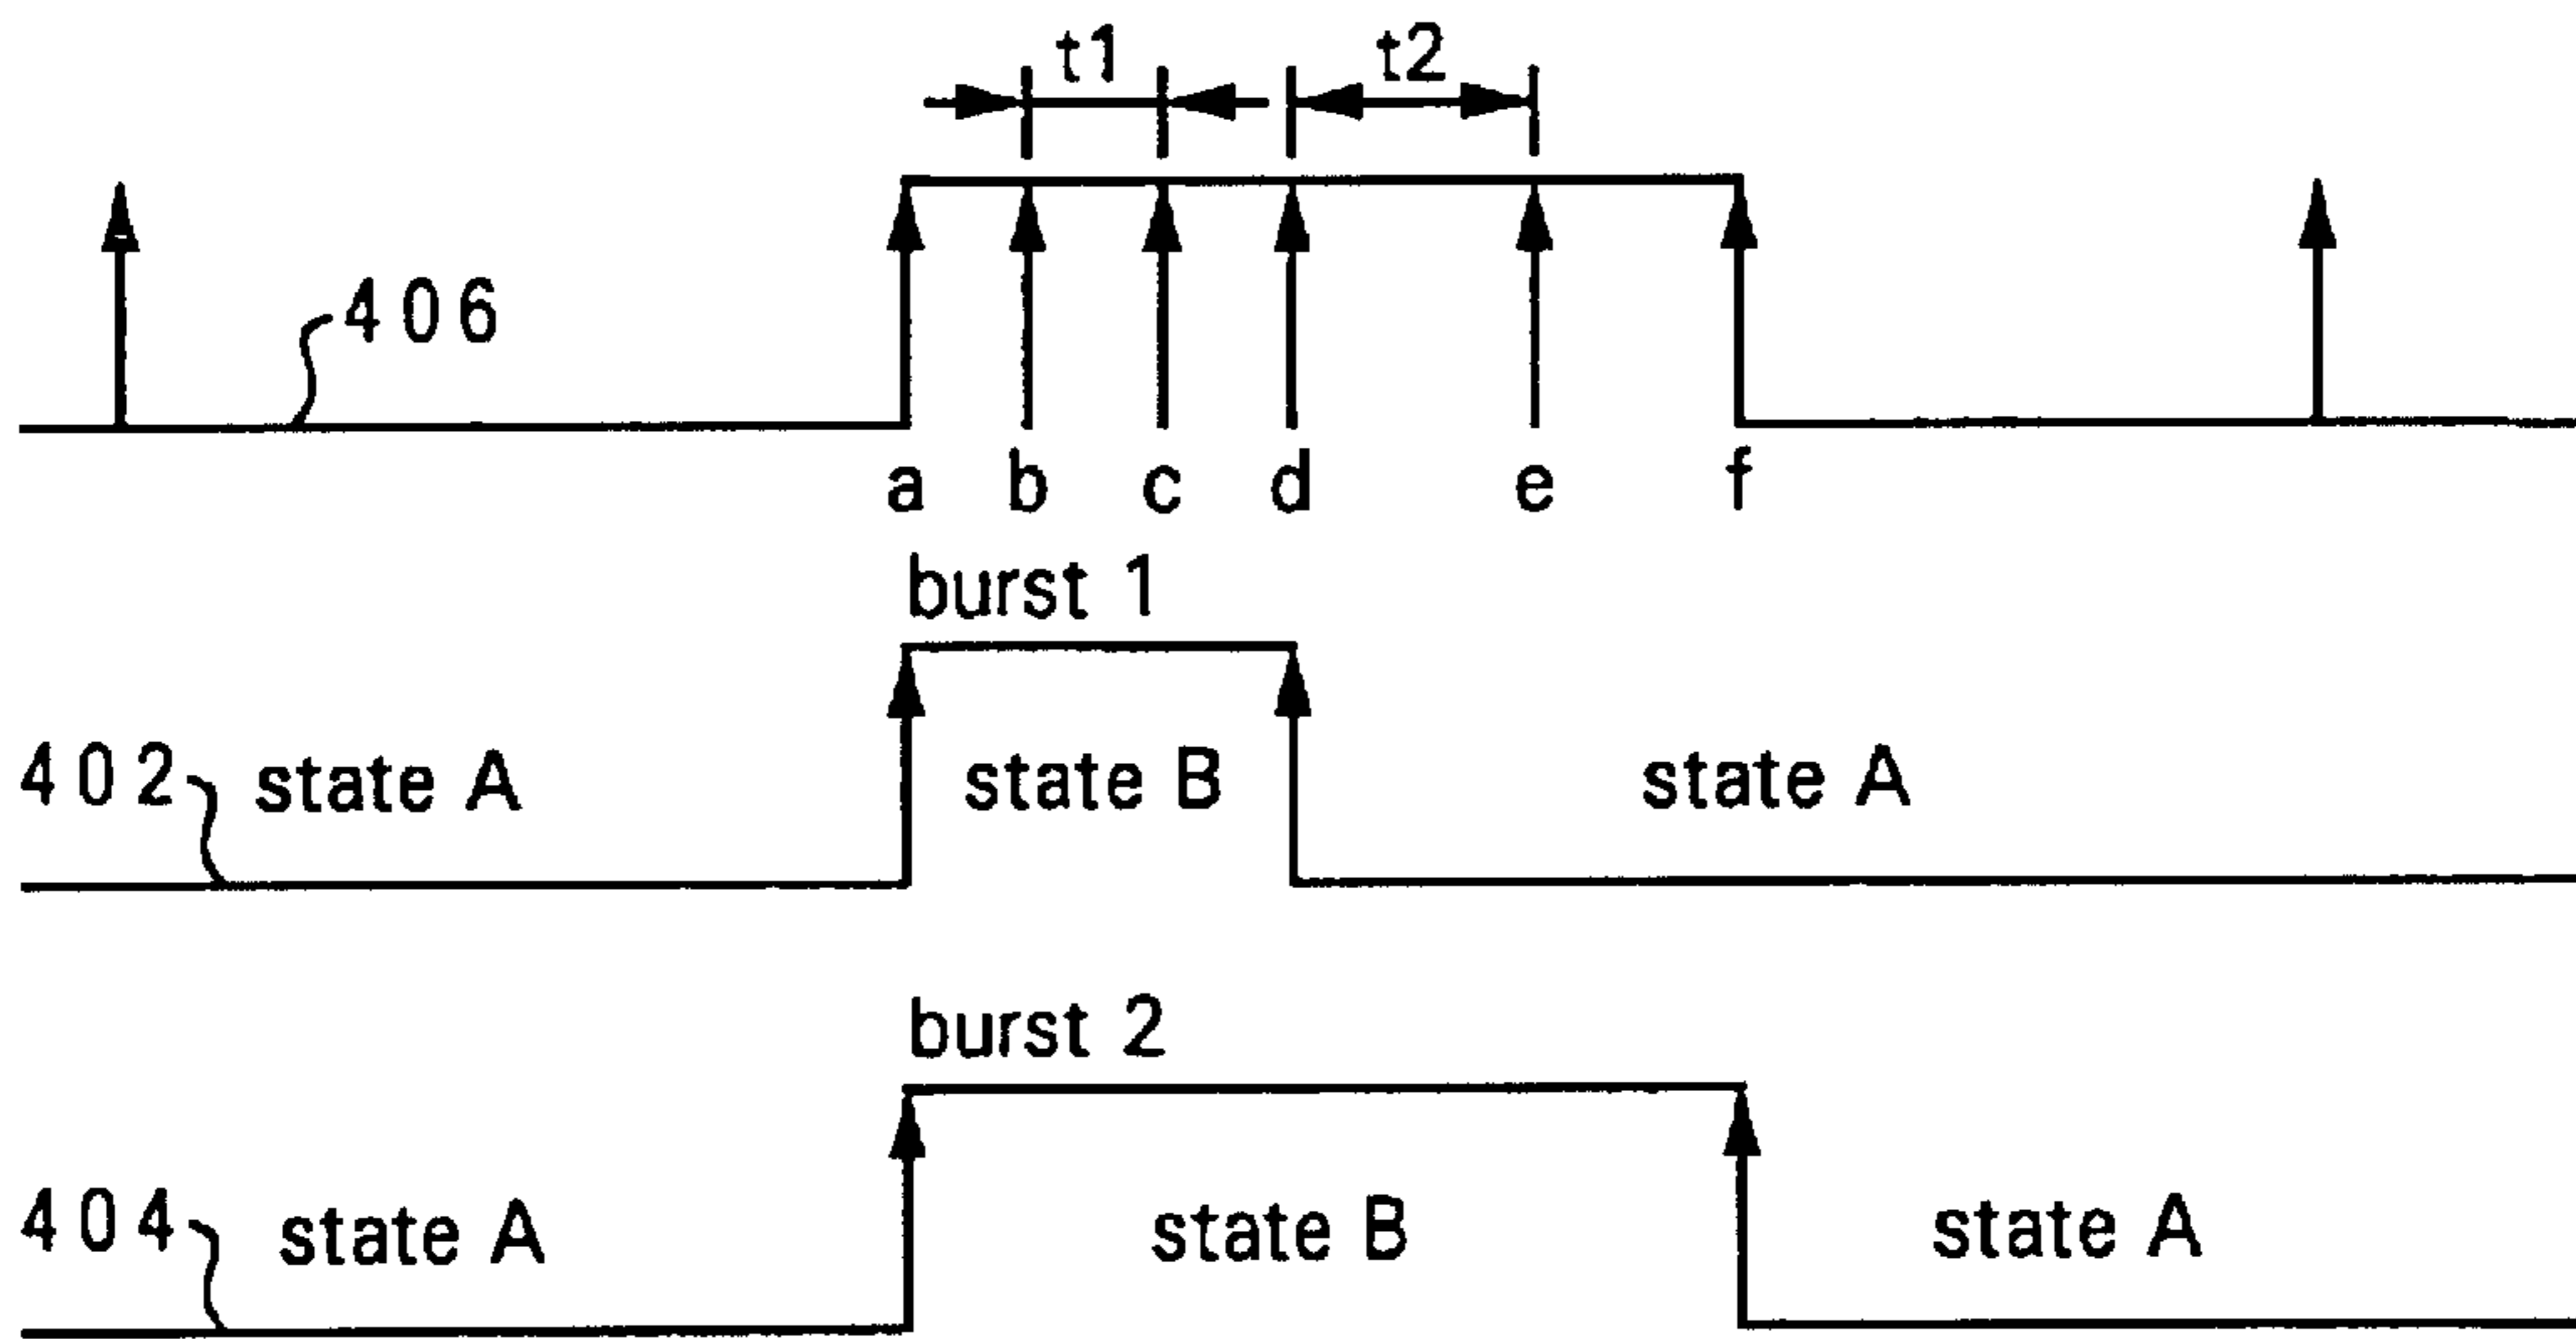 t1 t2
406
a b c d e f
burst 1
402 state A state B state A
burst 2
404 state A state B state A